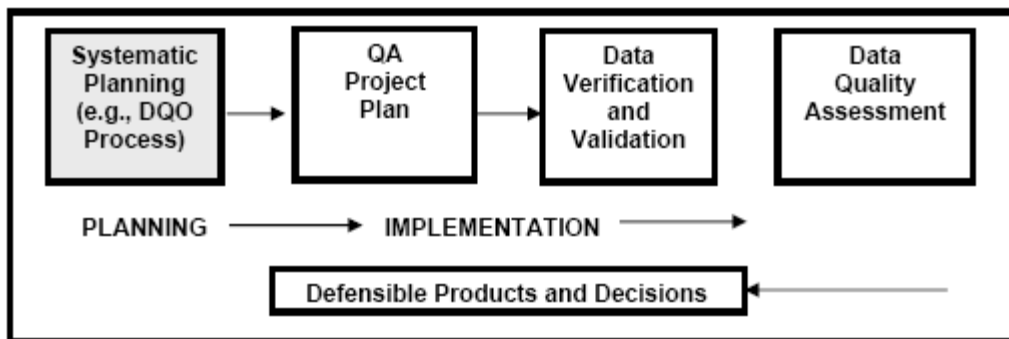 Systematic
Planning
(e.g., DQO
Process)
QA
Project
Plan
Data
Verification
and
Validation
Data
Quality
Assessment
PLANNING
IMPLEMENTATION
Defensible Products and Decisions